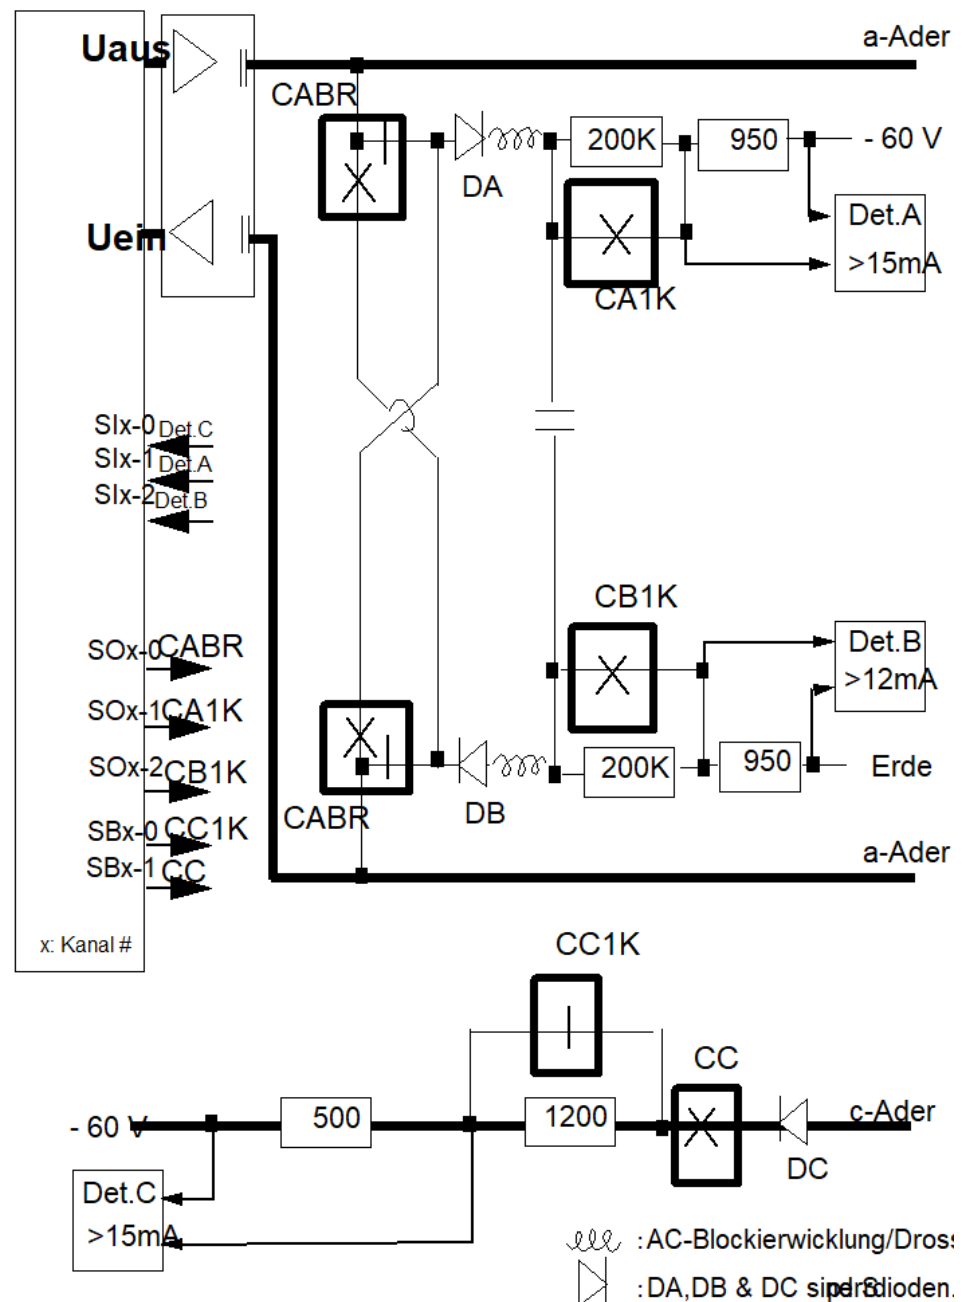 Uaus
a-Ader
CABR
200K
950
- 60 V
DA
Det.A
>15mA
Uein
CA1K
SIx-0 Det.C
SIx-1 Det.A
SIx-2 Det.B
CB1K
SOx-0 CABR
Det.B
>12mA
SOx-1 CA1K
SOx-2 CB1K
200K
950
Erde
CABR
DB
SBx-0 CC1K
SBx-1 CC
a-Ader
x: Kanal #
CC1K
CC
- 60 V
500
1200
c-Ader
DC
Det.C
>15mA
: AC-Blockierwicklung/Dross
: DA,DB & DC